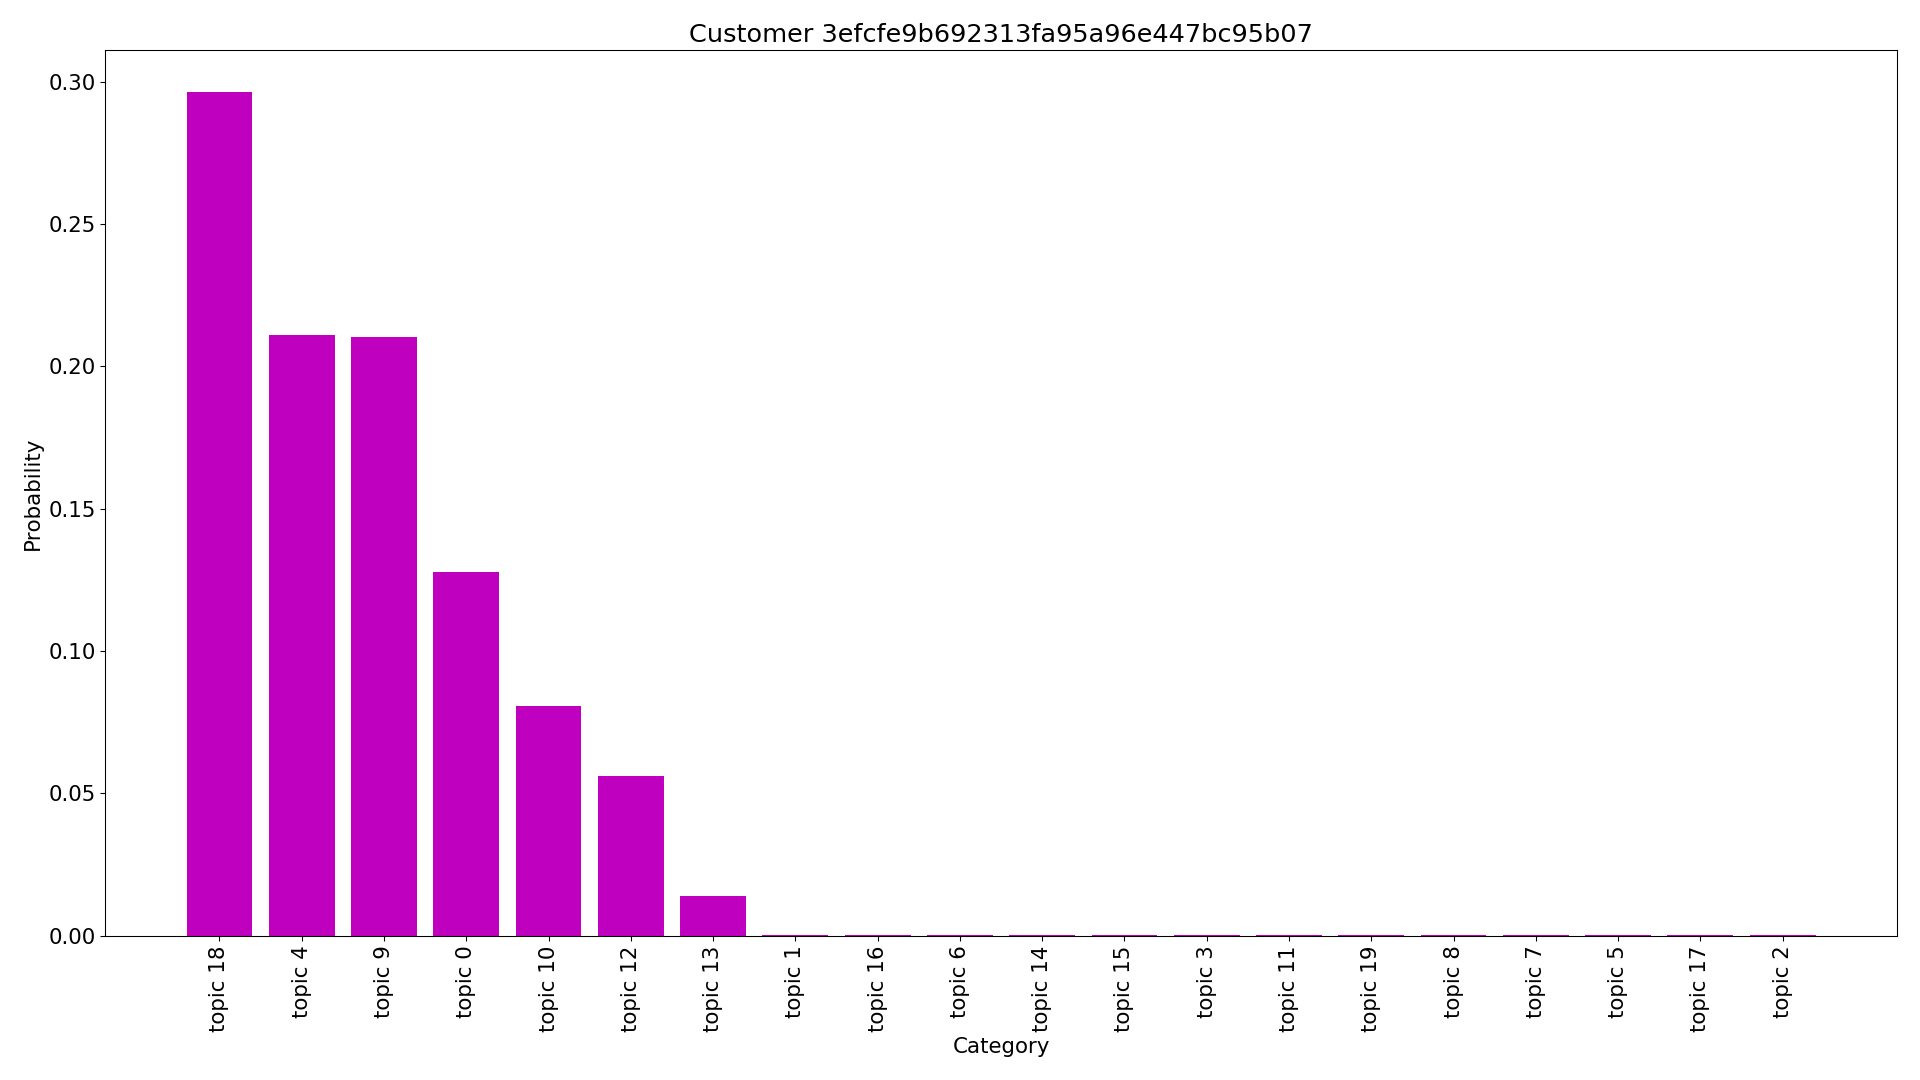 Customer 3efcfe9b692313fa95a96e447bc95b07
Probability
0.30
0.25
0.20
0.15
0.10
0.05
0.00
topic 18
topic 4
topic 9
topic 0
topic 10
topic 12
topic 13
topic 1
topic 16
topic 6
topic 14
topic 15
topic 3
topic 11
topic 19
topic 8
topic 7
topic 5
topic 17
topic 2
Category